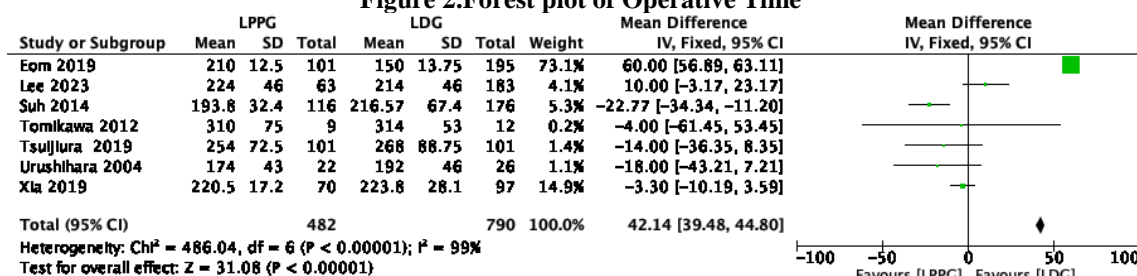 Figure 2.Forest plot of Operative Time
LPPG LDG Mean Difference Mean Difference
Study or Subgroup Mean SD Total Mean SD Total Weight IV, Fixed, 95% CI IV, Fixed, 95% CI
Eom 2019 210 12.5 101 150 13.75 195 73.1% 60.00 [56.89, 63.11]
Lee 2023 224 46 63 214 46 183 4.1% 10.00 [-3.17, 23.17]
Suh 2014 193.8 32.4 116 216.57 67.4 176 5.3% -22.77 [-34.34, -11.20]
Tomikawa 2012 310 75 9 314 53 12 0.2% -4.00 [-61.45, 53.45]
Tsujiura 2019 254 72.5 101 268 88.75 101 1.4% -14.00 [-36.35, 8.35]
Urushihara 2004 174 43 22 192 46 26 1.1% -18.00 [-43.21, 7.21]
Xia 2019 220.5 17.2 70 223.8 28.1 97 14.9% -3.30 [-10.19, 3.59]
Total (95% CI) 482 790 100.0% 42.14 [39.48, 44.80]
Heterogeneity: Chi² = 486.04, df = 6 (P < 0.00001); I² = 99%
Test for overall effect: Z = 31.08 (P < 0.00001)
-100 -50 0 50 100
Favours [LPPG] Favours [LDG]